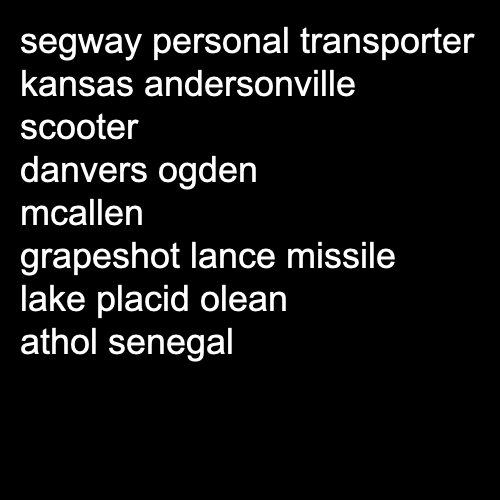 segway personal transporter
kansas andersonville
scooter
danvers ogden
mcallen
grapeshot lance missile
lake placid olean
athol senegal